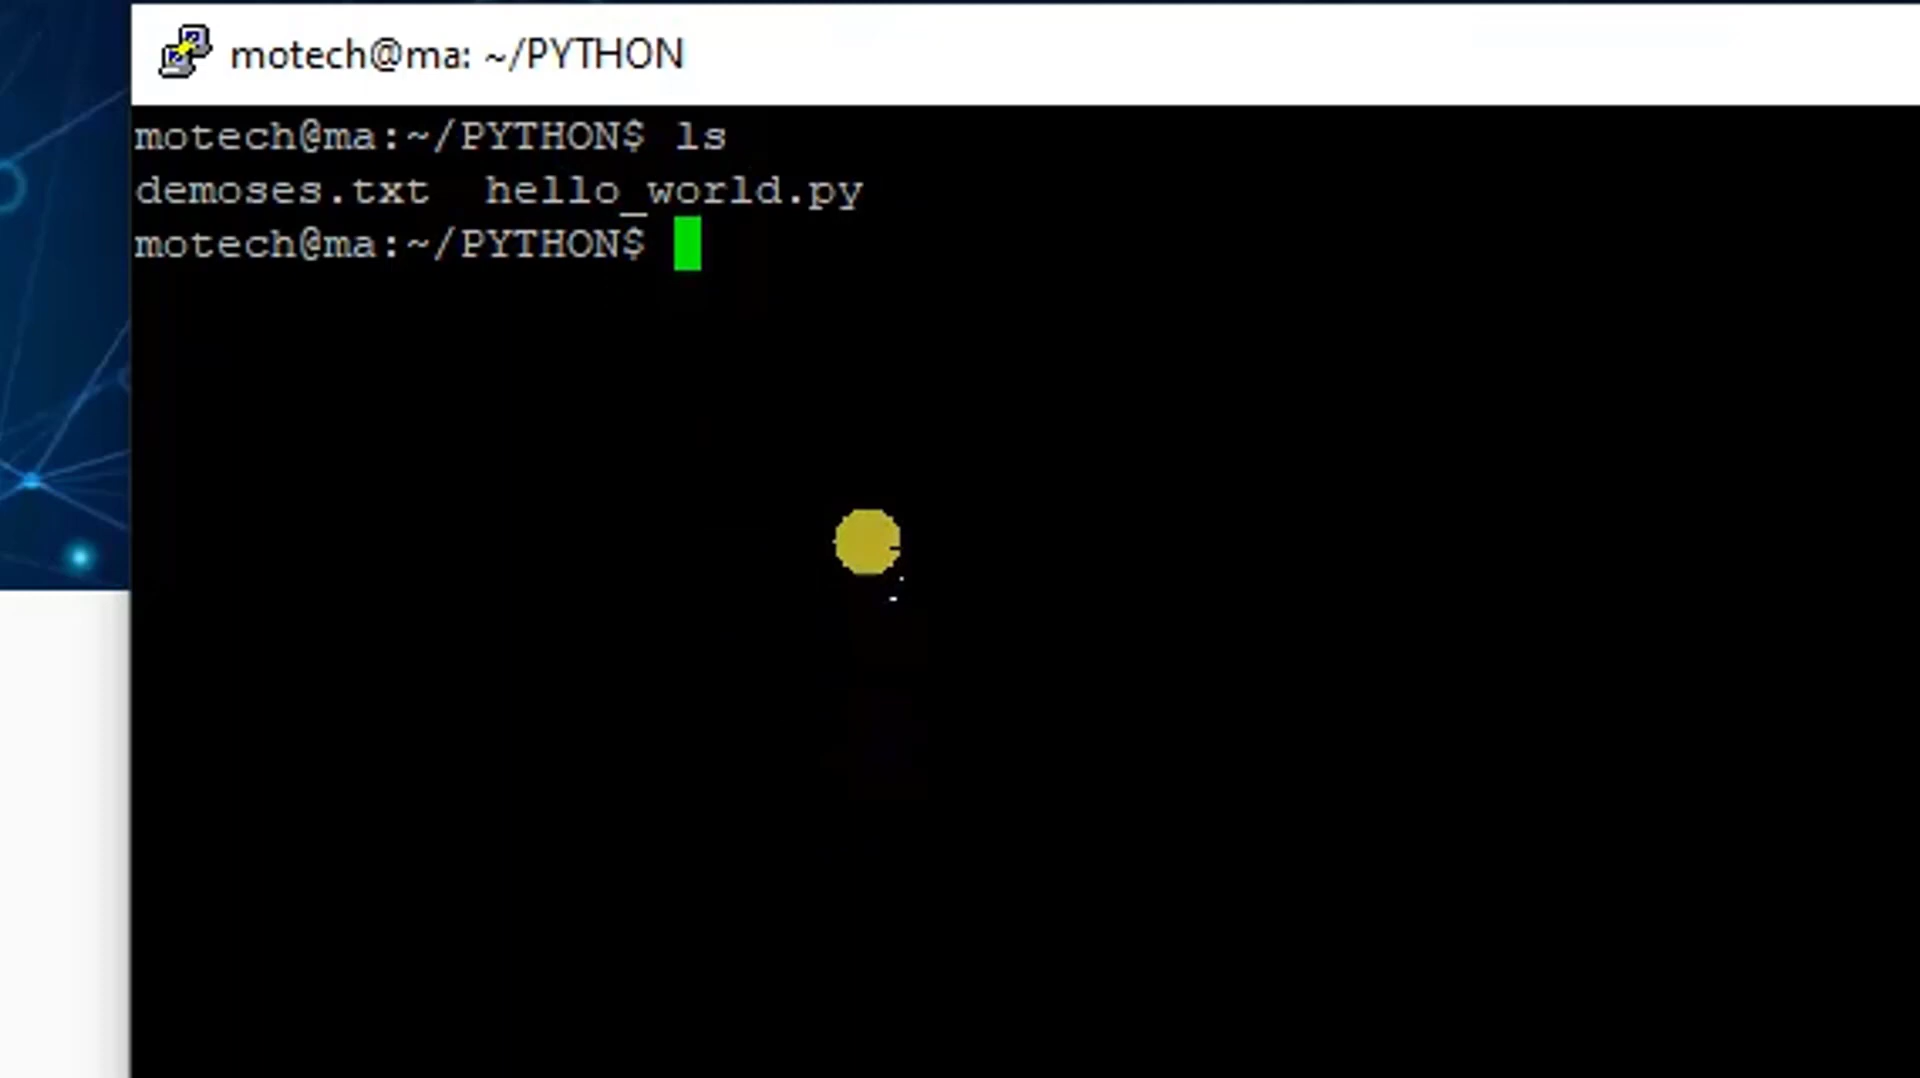 motech@ma: ~/PYTHON
motech@ma:~/PYTHON$ ls
demoses.txt  hello_world.py
motech@ma:~/PYTHON$